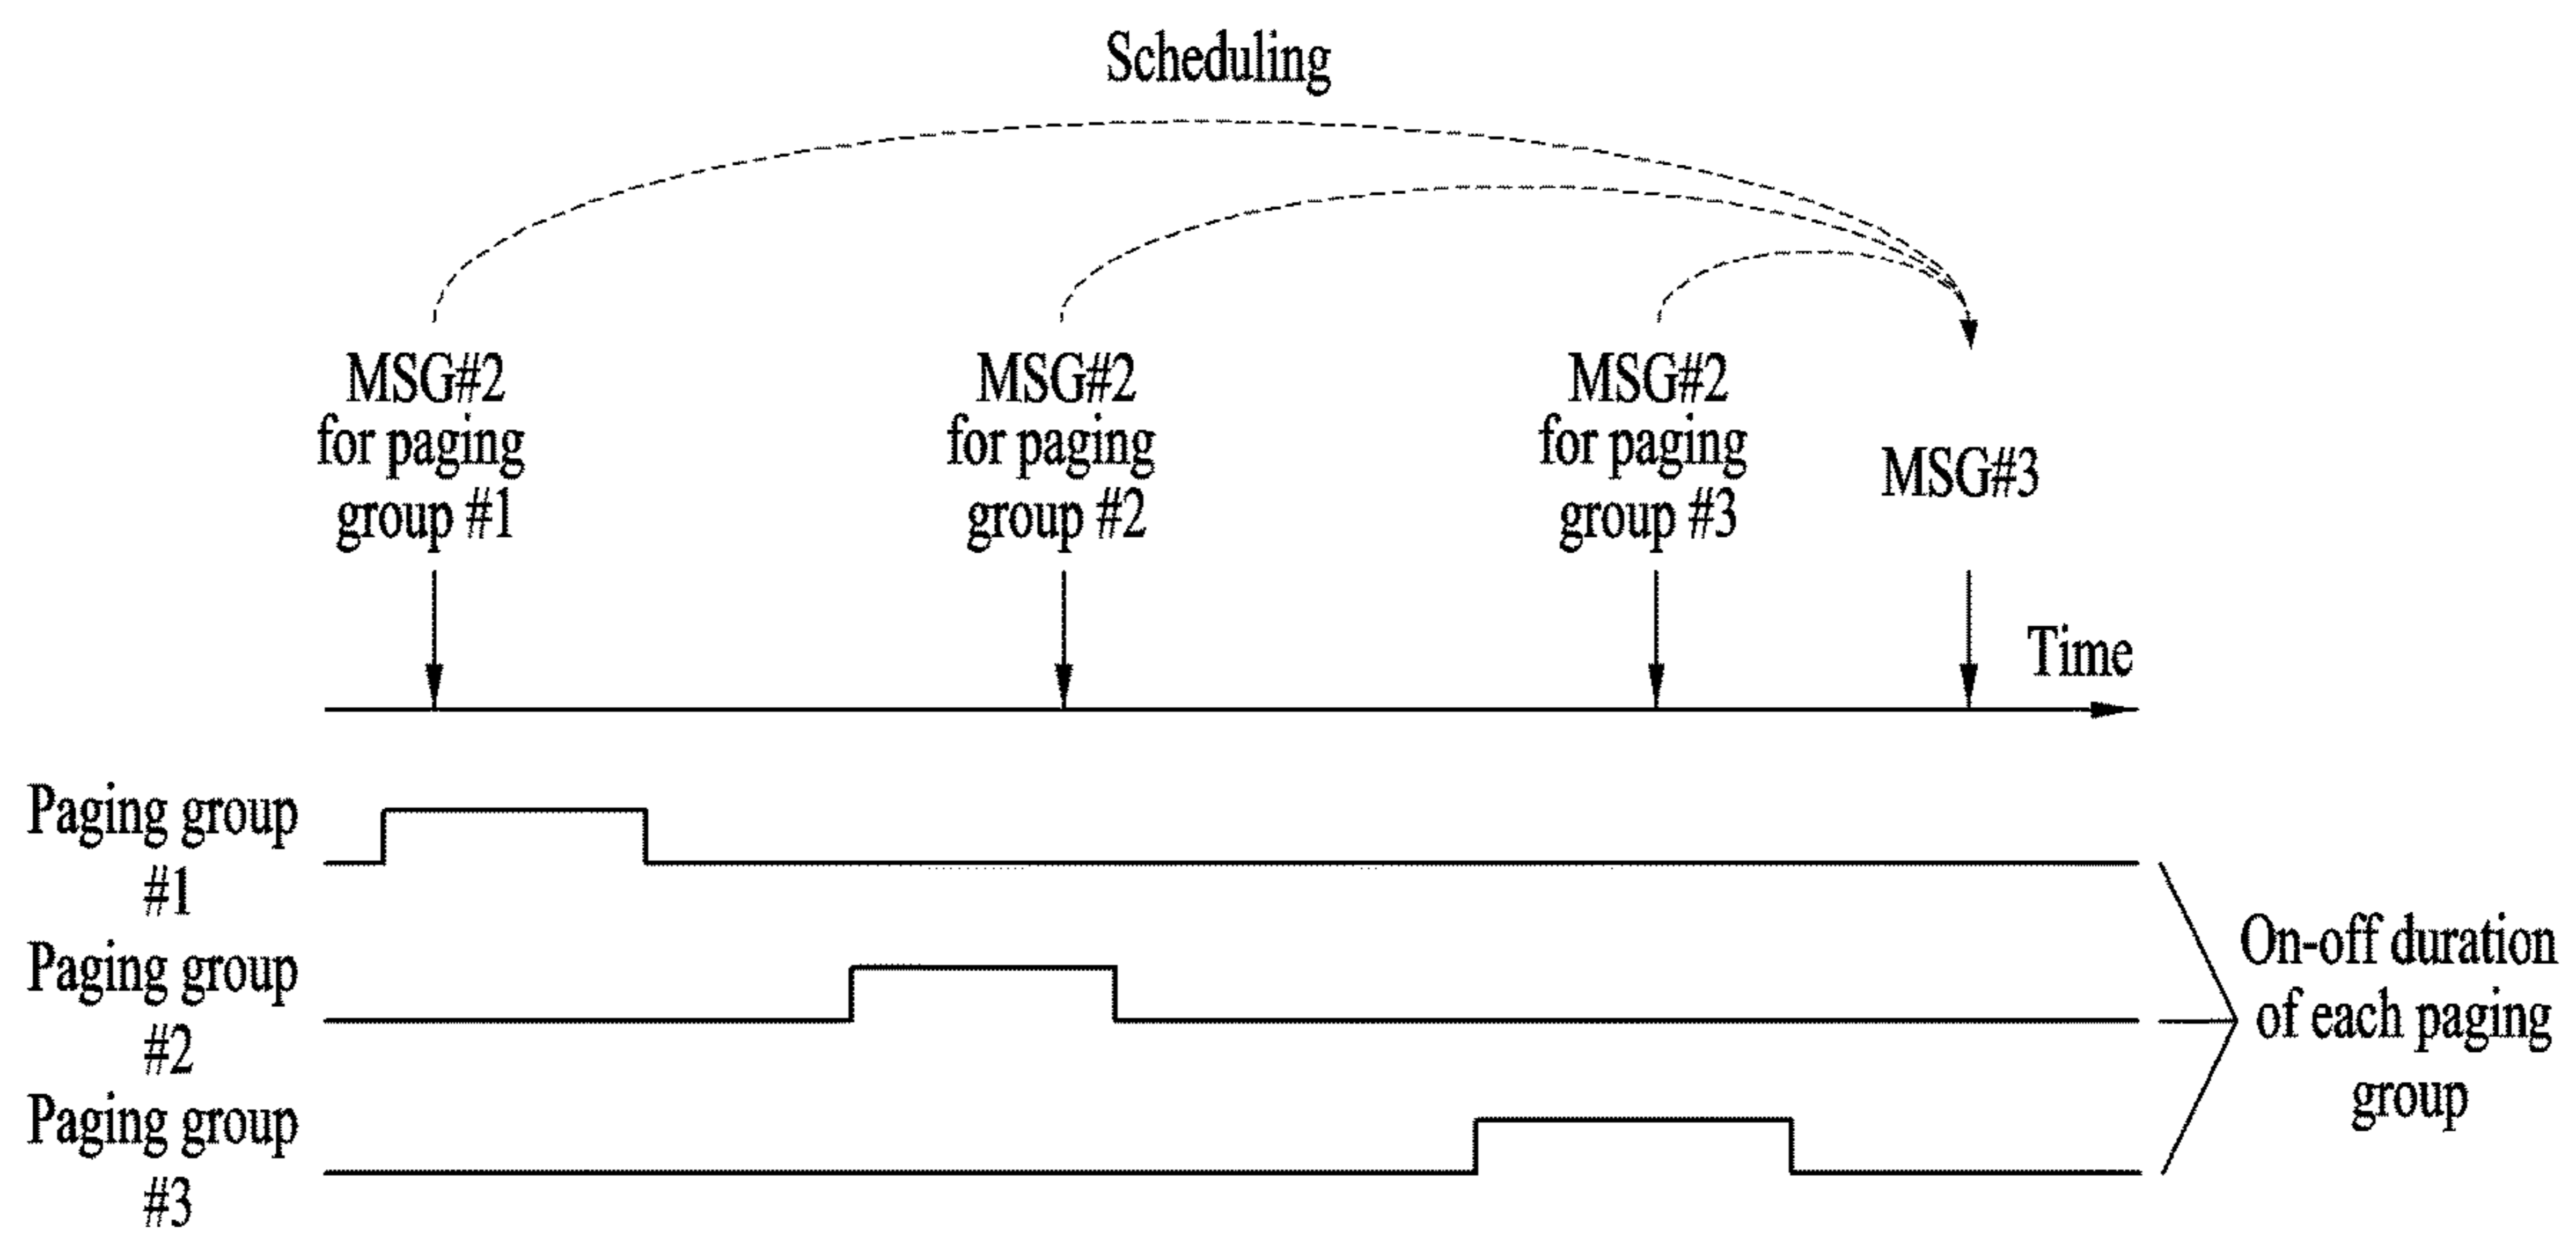 Scheduling
MSG#2
for paging
group #1
MSG#2
for paging
group #2
MSG#2
for paging
group #3
MSG#3
Time
Paging group
#1
Paging group
#2
Paging group
#3
On-off duration
of each paging
group